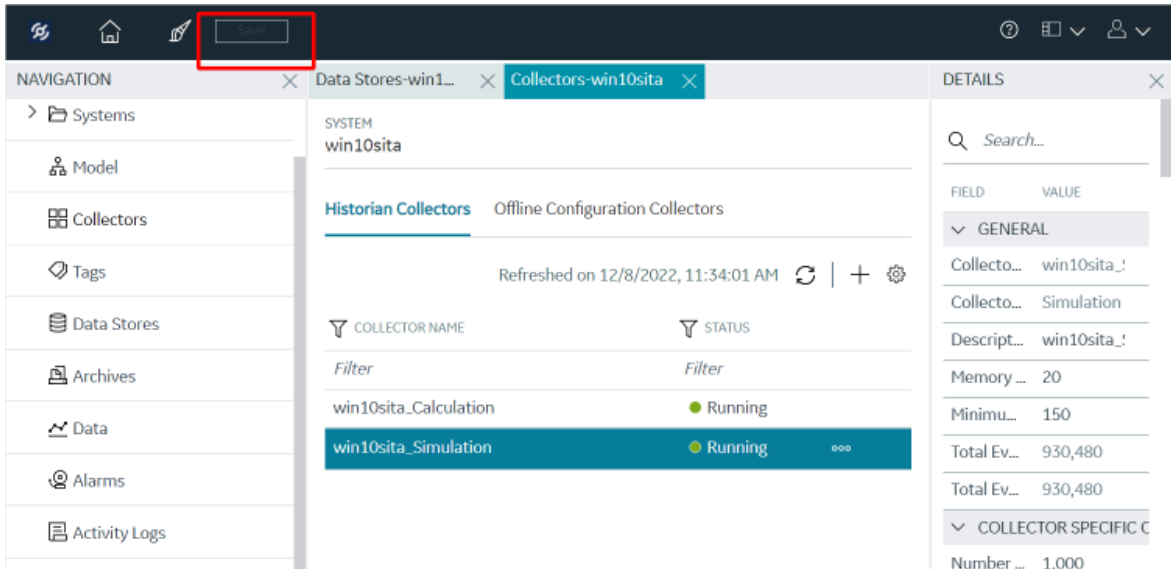 Save
NAVIGATION
Systems
Model
Collectors
Tags
Data Stores
Archives
Data
Alarms
Activity Logs
Data Stores-win1...
Collectors-win10sita
SYSTEM
win10sita
Historian Collectors Offline Configuration Collectors
Refreshed on 12/8/2022, 11:34:01 AM
COLLECTOR NAME STATUS
Filter Filter
win10sita_Calculation Running
win10sita_Simulation Running
DETAILS
Search...
FIELD VALUE
GENERAL
Collecto... win10sita_
Collecto... Simulation
Descript... win10sita_
Memory ... 20
Minimu... 150
Total Ev... 930,480
Total Ev... 930,480
COLLECTOR SPECIFIC C
Number ... 1,000